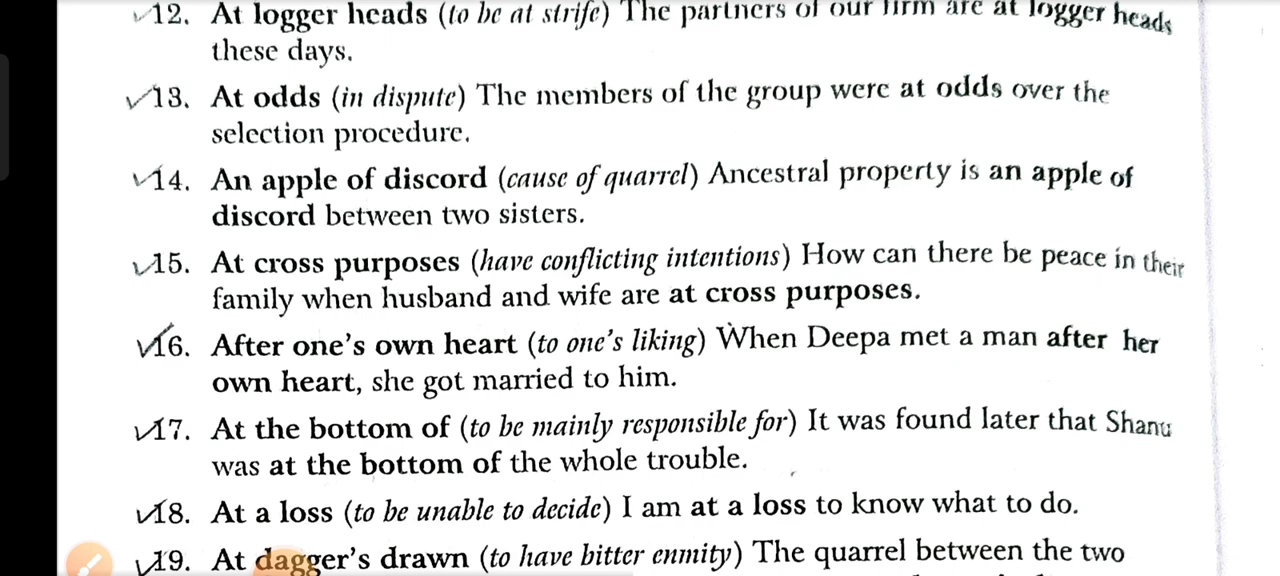 12. At logger heads (to be at strife) The partners of our firm are at logger heads
these days.
13. At odds (in dispute) The members of the group were at odds over the
selection procedure.
14. An apple of discord (cause of quarrel) Ancestral property is an apple of
discord between two sisters.
15. At cross purposes (have conflicting intentions) How can there be peace in their
family when husband and wife are at cross purposes.
16. After one's own heart (to one's liking) When Deepa met a man after her
own heart, she got married to him.
17. At the bottom of (to be mainly responsible for) It was found later that Shanu
was at the bottom of the whole trouble.
18. At a loss (to be unable to decide) I am at a loss to know what to do.
19. At dagger's drawn (to have bitter enmity) The quarrel between the two